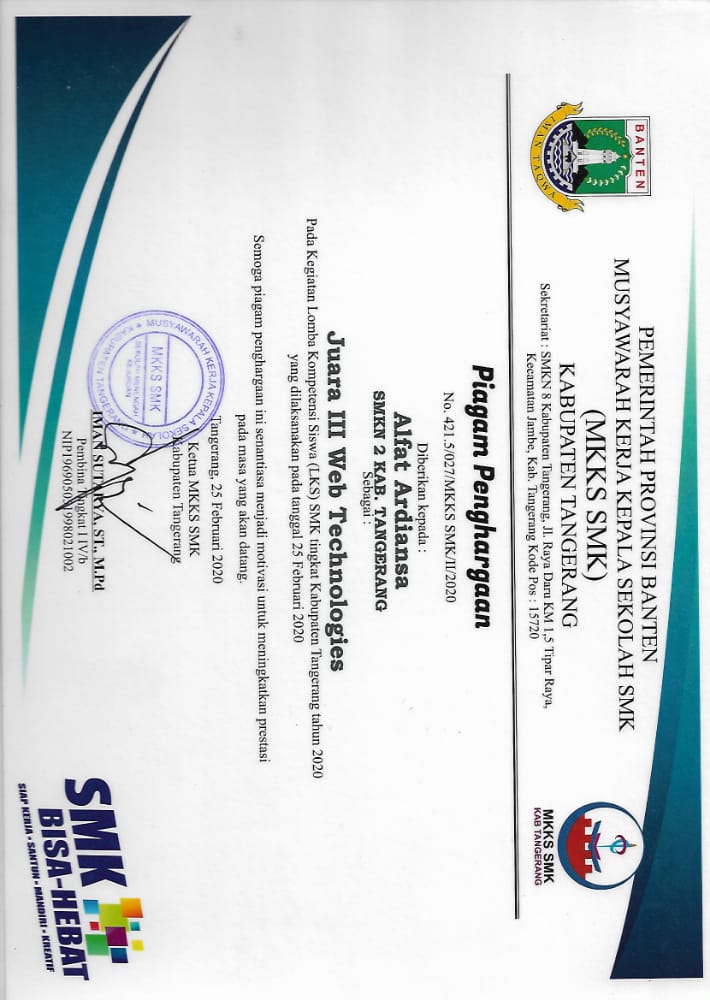 BANTEN
IMAN TAQWA
PEMERINTAH PROVINSI BANTEN
MUSYAWARAH KERJA KEPALA SEKOLAH SMK
(MKKS SMK)
KABUPATEN TANGERANG
Sekretariat : SMKN 8 Kabupaten Tangerang, Jl. Raya Daru KM 1,5 Tipar Raya,
Kecamatan Jambe, Kab. Tangerang Kode Pos : 15720
MKKS SMK
KAB TANGERANG
Piagam Penghargaan
No. 421.5/027/MKKS SMK/II/2020
Diberikan kepada :
Alfat Ardiansa
SMKN 2 KAB. TANGERANG
Sebagai :
Juara III Web Technologies
Pada Kegiatan Lomba Kompetensi Siswa (LKS) SMK tingkat Kabupaten Tangerang tahun 2020
yang dilaksanakan pada tanggal 25 Februari 2020
Semoga piagam penghargaan ini senantiasa menjadi motivasi untuk meningkatkan prestasi
pada masa yang akan datang.
Tangerang, 25 Februari 2020
Ketua MKKS SMK
Kabupaten Tangerang
MUSYAWARAH KERJA KEPALA SEKOLAH
MKKS SMK
SEKOLAH MENENGAH
KEJURUAN
KABUPATEN TANGERANG
IMAN SUTARYA, ST., M.Pd
Pembina Tingkat I IV/b
SMK
BISA-HEBAT
SIAP KERJA - SANTUN - MANDIRI - KREATIF